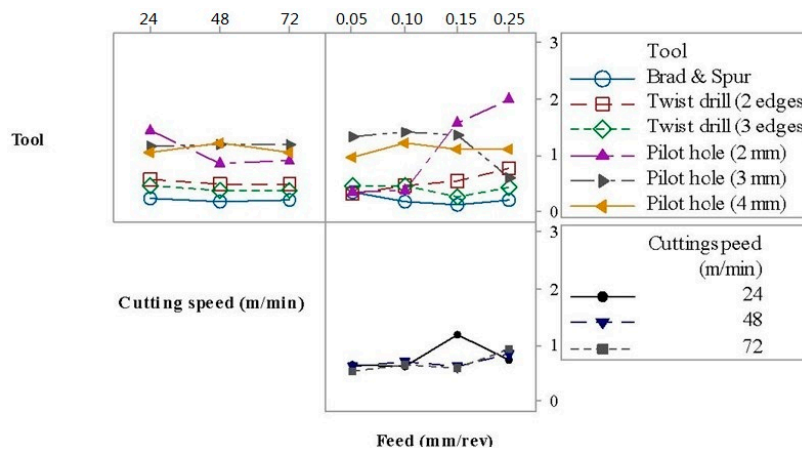 24 48 72 0.05 0.10 0.15 0.25
3
2
1
0
Tool
Tool
Brad & Spur
Twist drill (2 edges
Twist drill (3 edges
Pilot hole (2 mm)
Pilot hole (3 mm)
Pilot hole (4 mm)
Cutting speed (m/min)
3
2
1
0
Cuttingspeed
(m/min)
24
48
72
Feed (mm/rev)